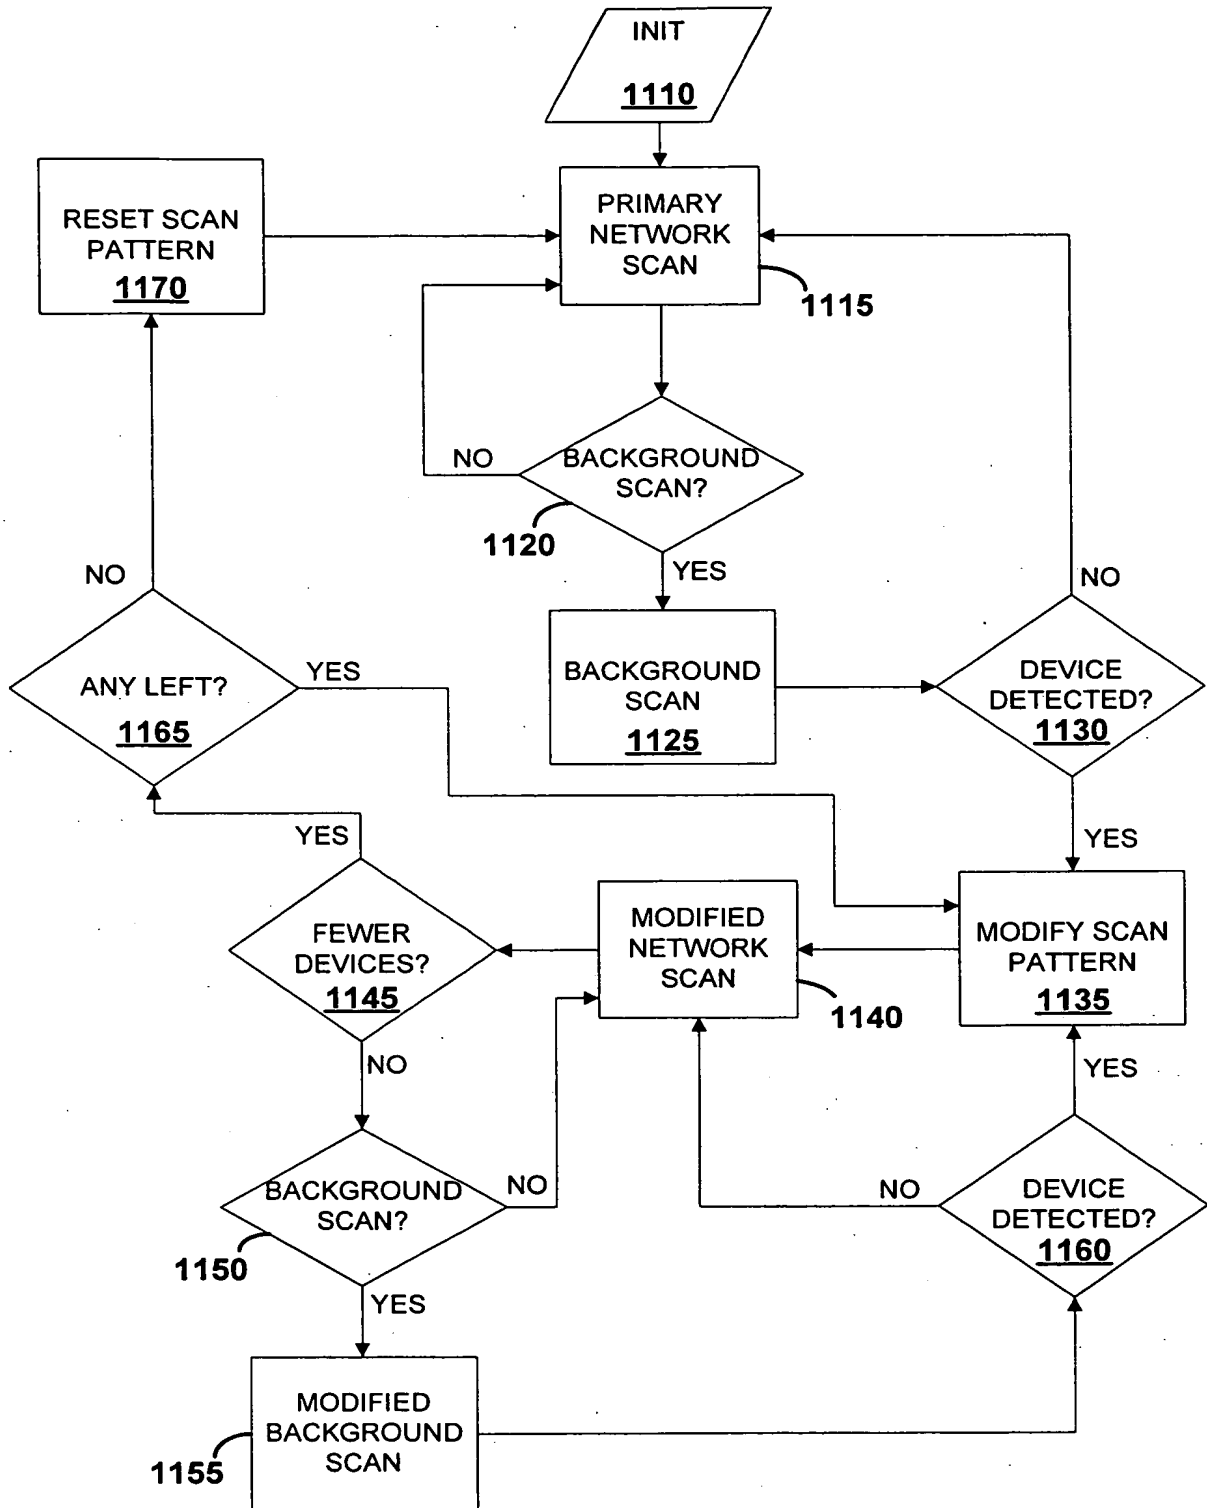 INIT
1110
PRIMARY
NETWORK
SCAN
1115
RESET SCAN
PATTERN
1170
NO
BACKGROUND
SCAN?
1120
YES
BACKGROUND
SCAN
1125
NO
DEVICE
DETECTED?
1130
YES
NO
ANY LEFT?
1165
YES
YES
FEWER
DEVICES?
1145
NO
MODIFIED
NETWORK
SCAN
1140
MODIFY SCAN
PATTERN
1135
YES
BACKGROUND
SCAN?
1150
NO
YES
NO
DEVICE
DETECTED?
1160
MODIFIED
BACKGROUND
SCAN
1155